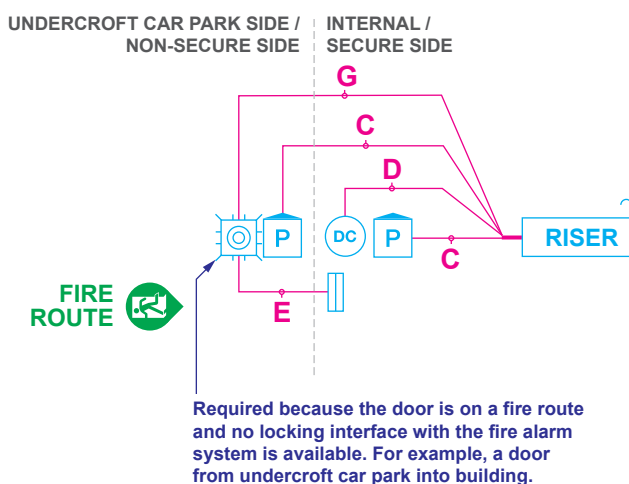 UNDERCROFT CAR PARK SIDE /
NON-SECURE SIDE
INTERNAL /
SECURE SIDE
G
C
D
P
DC
P
C
RISER
E
FIRE
ROUTE
Required because the door is on a fire route
and no locking interface with the fire alarm
system is available. For example, a door
from undercroft car park into building.